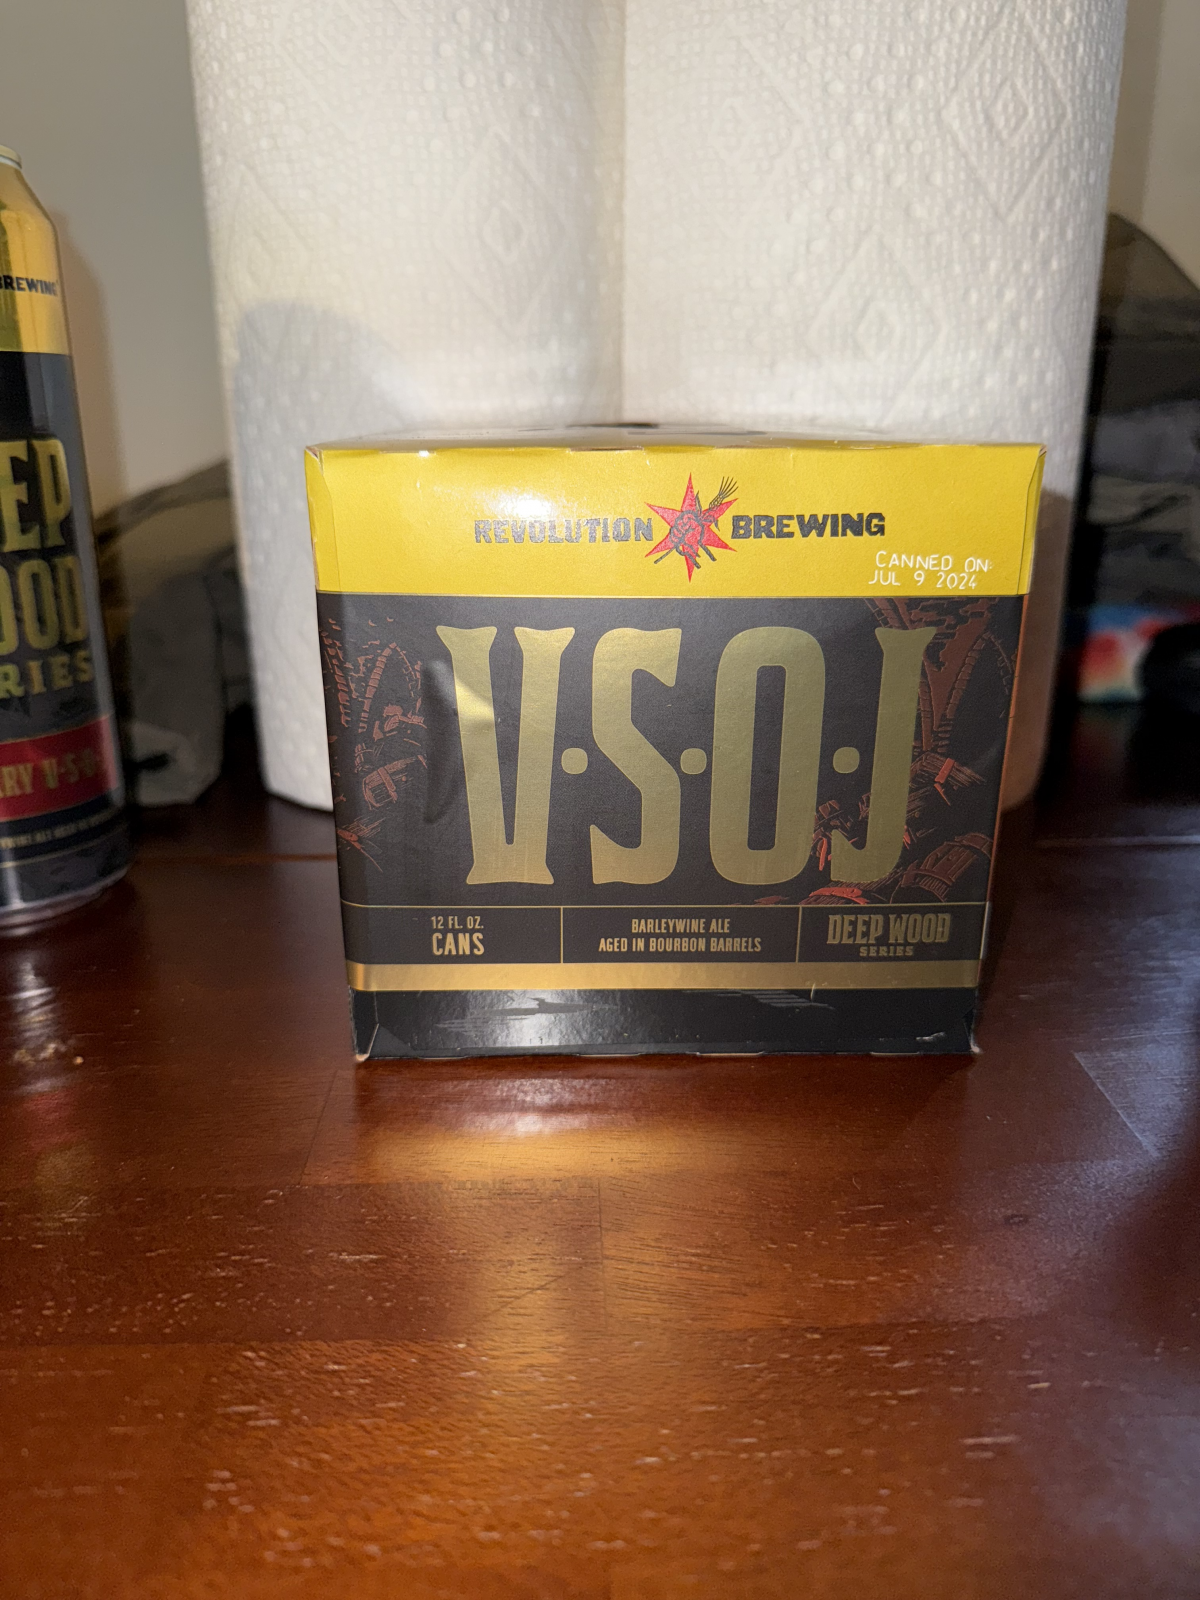 BREWING
EP
OOD
RIES
ARY V·S·O
REVOLUTION BREWING
CANNED ON:
JUL 9 2024
V·S·O·J
12 FL. OZ.
CANS
BARLEYWINE ALE
AGED IN BOURBON BARRELS
DEEP WOOD
SERIES